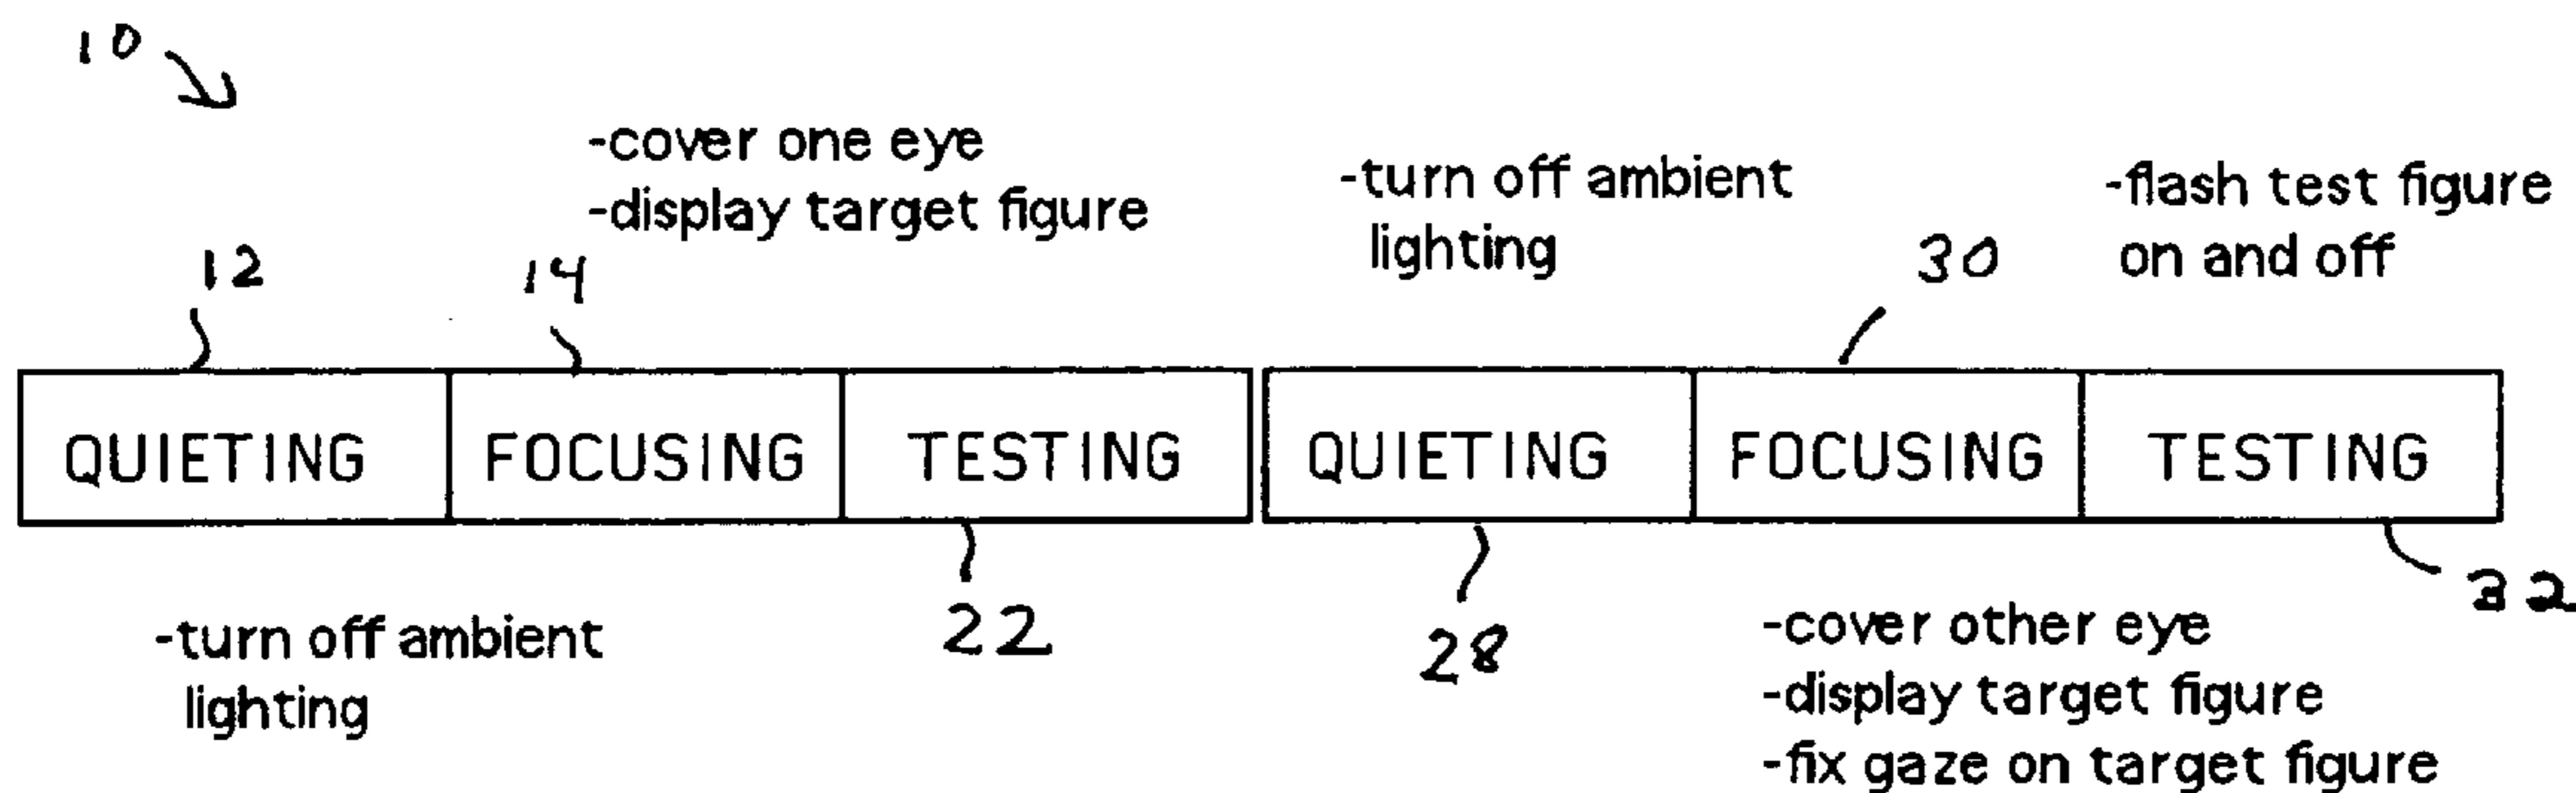 10
-cover one eye
-display target figure
-turn off ambient
lighting
-flash test figure
on and off
12
14
30
QUIETING
FOCUSING
TESTING
QUIETING
FOCUSING
TESTING
22
28
32
-turn off ambient
lighting
-cover other eye
-display target figure
-fix gaze on target figure